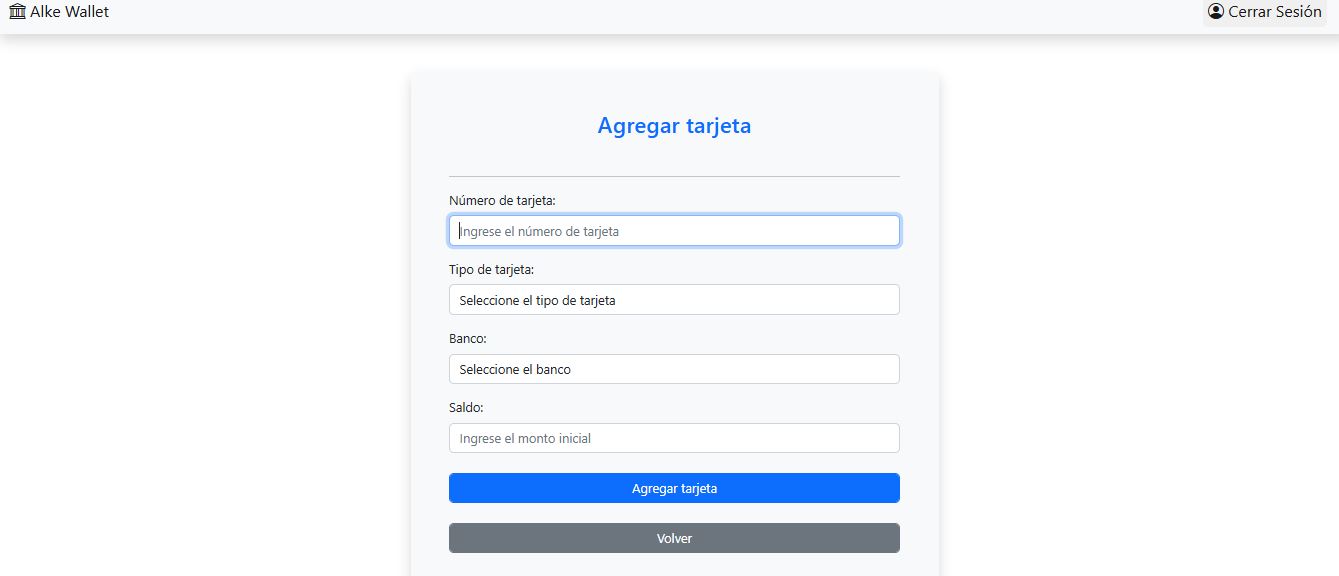 Alke Wallet
Cerrar Sesión
Agregar tarjeta
Número de tarjeta:
Ingrese el número de tarjeta
Tipo de tarjeta:
Seleccione el tipo de tarjeta
Banco:
Seleccione el banco
Saldo:
Ingrese el monto inicial
Agregar tarjeta
Volver